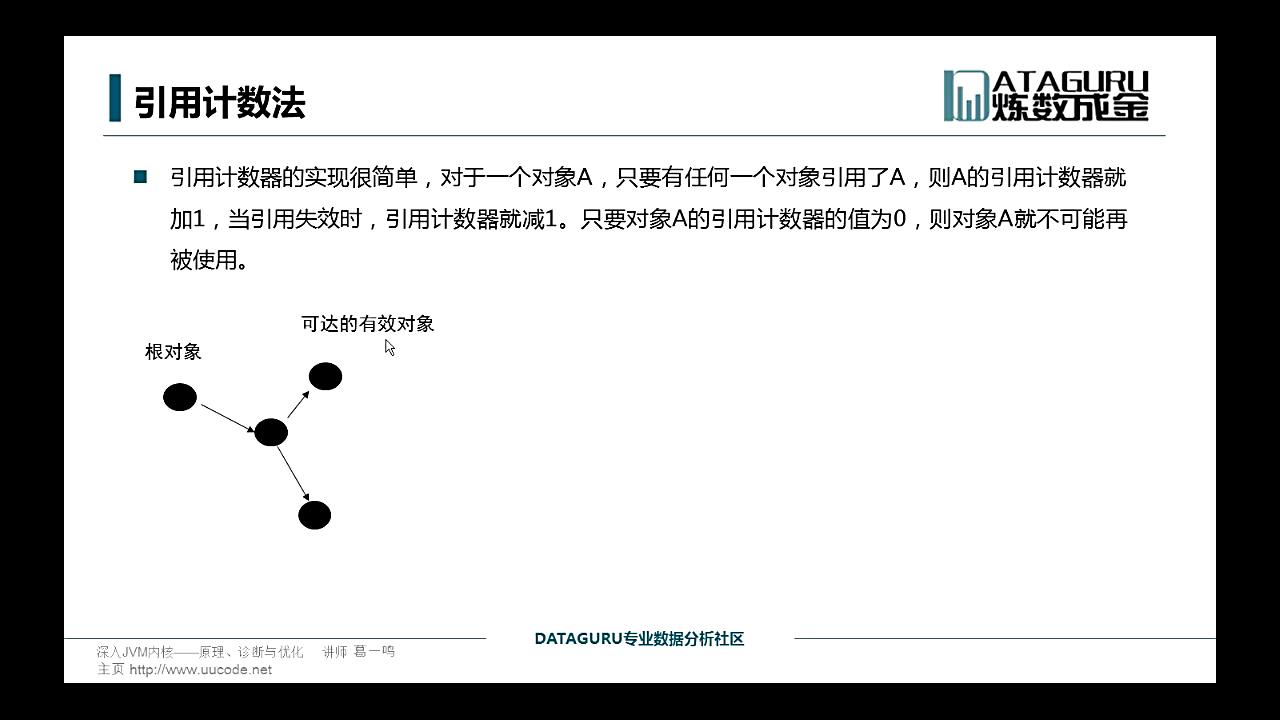 引用计数法
DATAGURU
炼数成金
引用计数器的实现很简单，对于一个对象A，只要有任何一个对象引用了A，则A的引用计数器就
加1，当引用失效时，引用计数器就减1。只要对象A的引用计数器的值为0，则对象A就不可能再
被使用。
可达的有效对象
根对象
DATAGURU专业数据分析社区
深入JVM内核——原理、诊断与优化 讲师 葛一鸣
主页 http://www.uucode.net